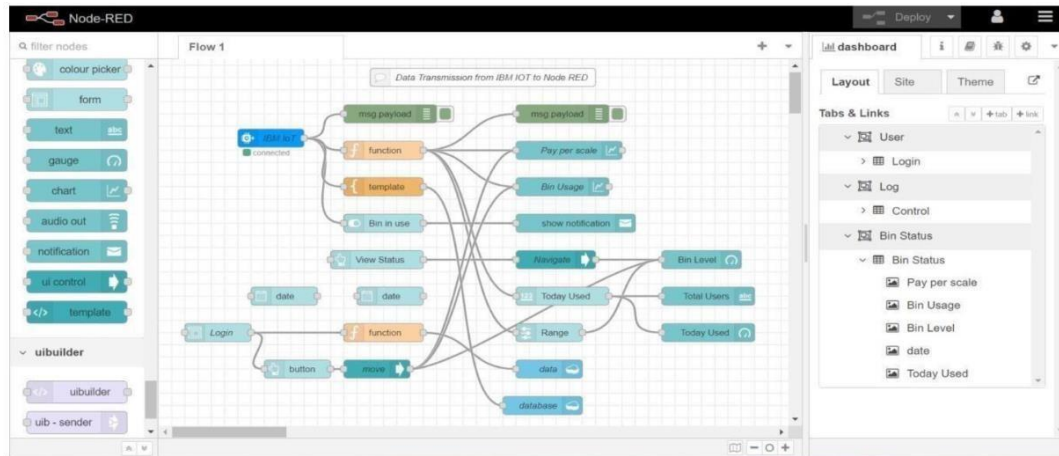 Node-RED
Deploy
filter nodes
colour picker
form
text
abc
gauge
chart
audio out
notification
ui control
template
uibuilder
uibuilder
uib - sender
Flow 1
Data Transmission from IBM IOT to Node RED
IBM IoT
connected
msg payload
function
template
Bin in use
View Status
date
date
Login
function
button
move
msg payload
Pay per scale
Bin Usage
show notification
Navigate
Bin Level
Today Used
Total Users
abc
Range
Today Used
data
database
dashboard
i
Layout
Site
Theme
Tabs & Links
+tab
+link
User
Login
Log
Control
Bin Status
Bin Status
Pay per scale
Bin Usage
Bin Level
date
Today Used